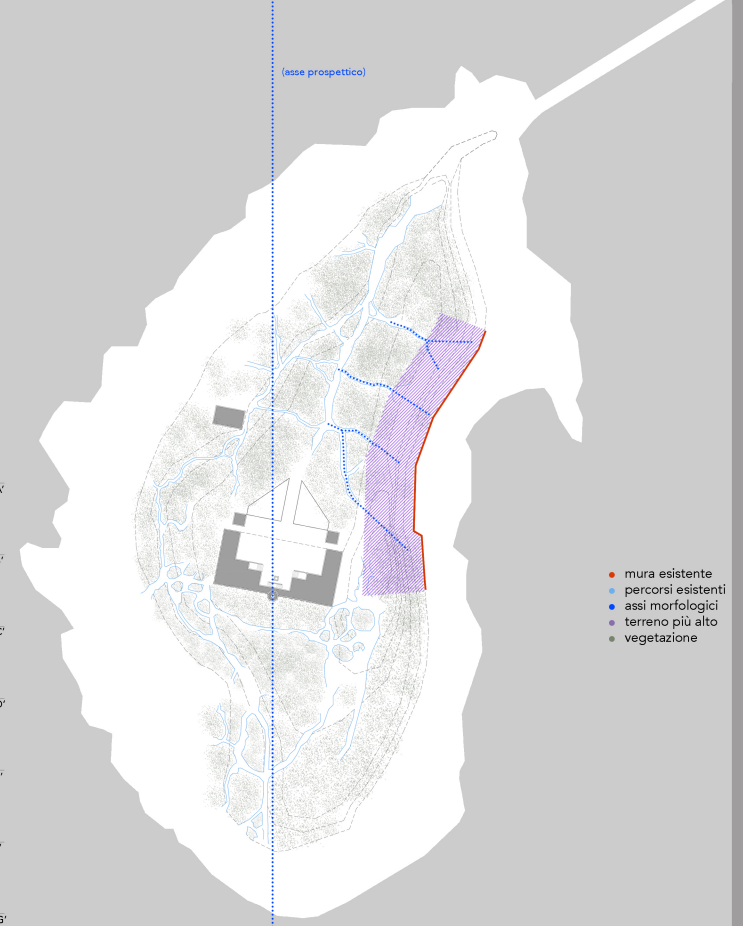 (asse prospettico)
mura esistente
percorsi esistenti
assi morfologici
terreno più alto
vegetazione